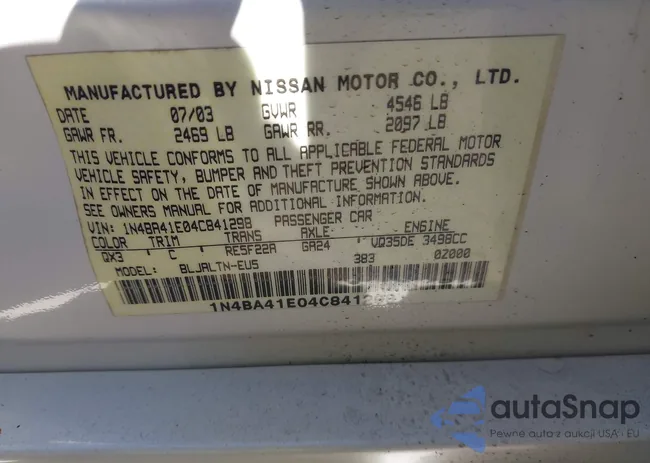 MANUFACTURED BY NISSAN MOTOR CO., LTD.
DATE 07/03 GVWR 4546 LB
GAWR FR. 2469 LB GAWR RR. 2097 LB
THIS VEHICLE CONFORMS TO ALL APPLICABLE FEDERAL MOTOR
VEHICLE SAFETY, BUMPER AND THEFT PREVENTION STANDARDS
IN EFFECT ON THE DATE OF MANUFACTURE SHOWN ABOVE.
SEE OWNERS MANUAL FOR ADDITIONAL INFORMATION.
VIN: 1N4BA41E04C841298 PASSENGER CAR
COLOR TRIM TRANS AXLE ENGINE
QX3 C RE5F22A GA24 VQ35DE 3498CC
MODEL: BLJALTN-EU5 383 0Z000
autaSnap
Pewne auta z aukcji USA i EU